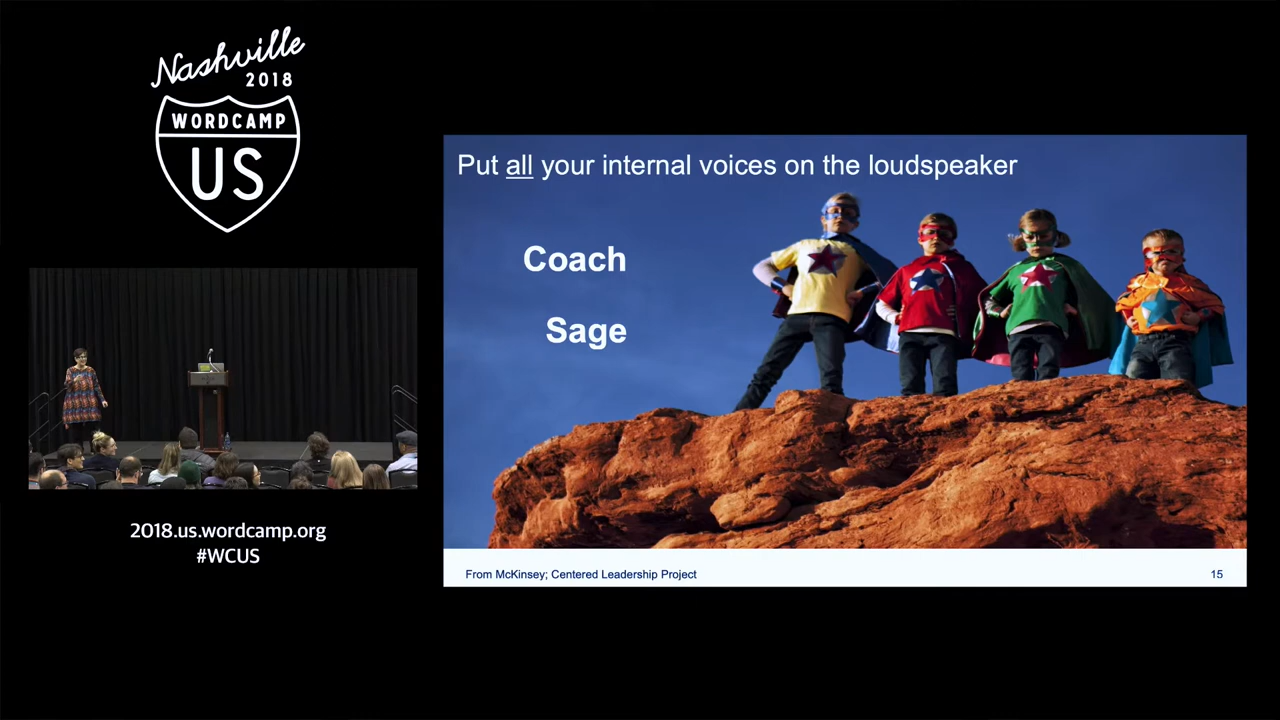 Nashville
2018
WORDCAMP
US
2018.us.wordcamp.org
#WCUS
Put all your internal voices on the loudspeaker
Coach
Sage
From McKinsey; Centered Leadership Project
15